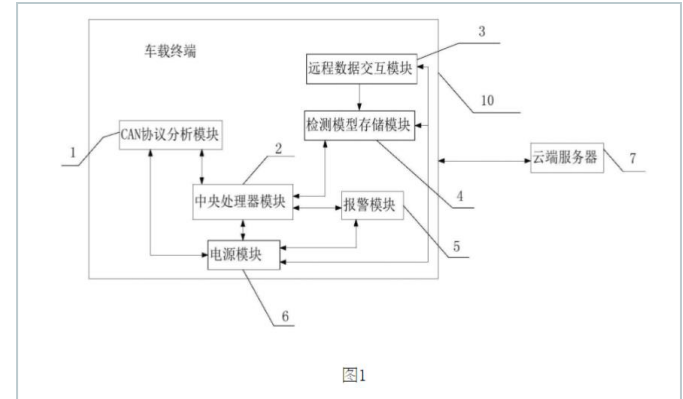 车载终端
3
远程数据交互模块
10
检测模型存储模块
1
CAN协议分析模块
2
云端服务器
7
4
中央处理器模块
报警模块
5
电源模块
6
图1